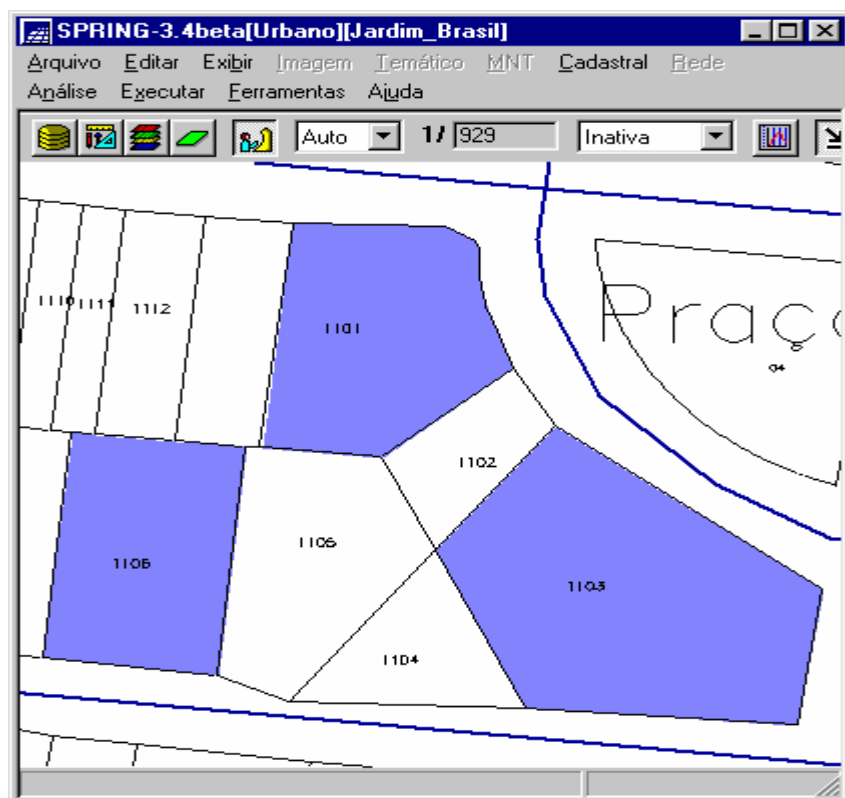 SPRING-3.4beta[Urbano][Jardim_Brasil]
Arquivo Editar Exibir Imagem Temático MNT Cadastral Rede
Análise Executar Ferramentas Ajuda
Auto 1/ 929 Inativa
1110 1111 1112
1101
Praç
04
1102
1105
1106
1103
1104